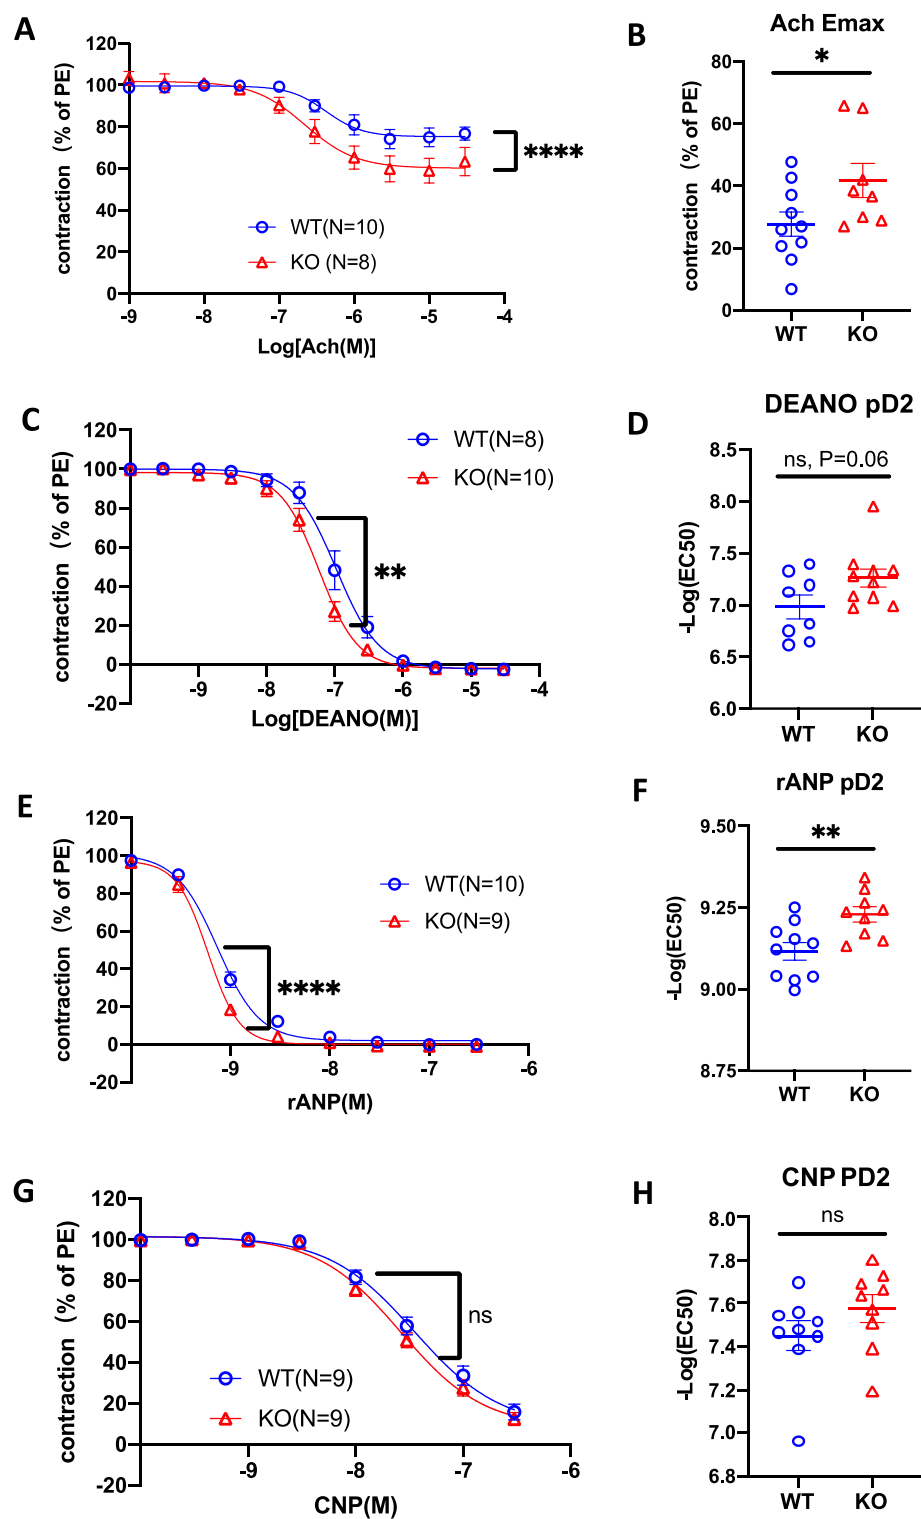 A
120
100
80
60
40
20
0
contraction (% of PE)
****
WT(N=10)
KO (N=8)
-9 -8 -7 -6 -5 -4
Log[Ach(M)]
B
Ach Emax
*
80
60
40
20
0
contraction (% of PE)
WT KO
C
120
100
80
60
40
20
0
-20
contraction (% of PE)
WT(N=8)
KO(N=10)
**
-9 -8 -7 -6 -5 -4
Log[DEANO(M)]
D
DEANO pD2
ns, P=0.06
8.5
8.0
7.5
7.0
6.5
6.0
-Log(EC50)
WT KO
E
120
100
80
60
40
20
0
-20
contraction (% of PE)
WT(N=10)
KO(N=9)
****
-9 -8 -7 -6
rANP(M)
F
rANP pD2
**
9.50
9.25
9.00
8.75
-Log(EC50)
WT KO
G
120
100
80
60
40
20
0
-20
contraction (% of PE)
ns
WT(N=9)
KO(N=9)
-9 -8 -7 -6
CNP(M)
H
CNP PD2
ns
8.0
7.8
7.6
7.4
7.2
7.0
6.8
-Log(EC50)
WT KO